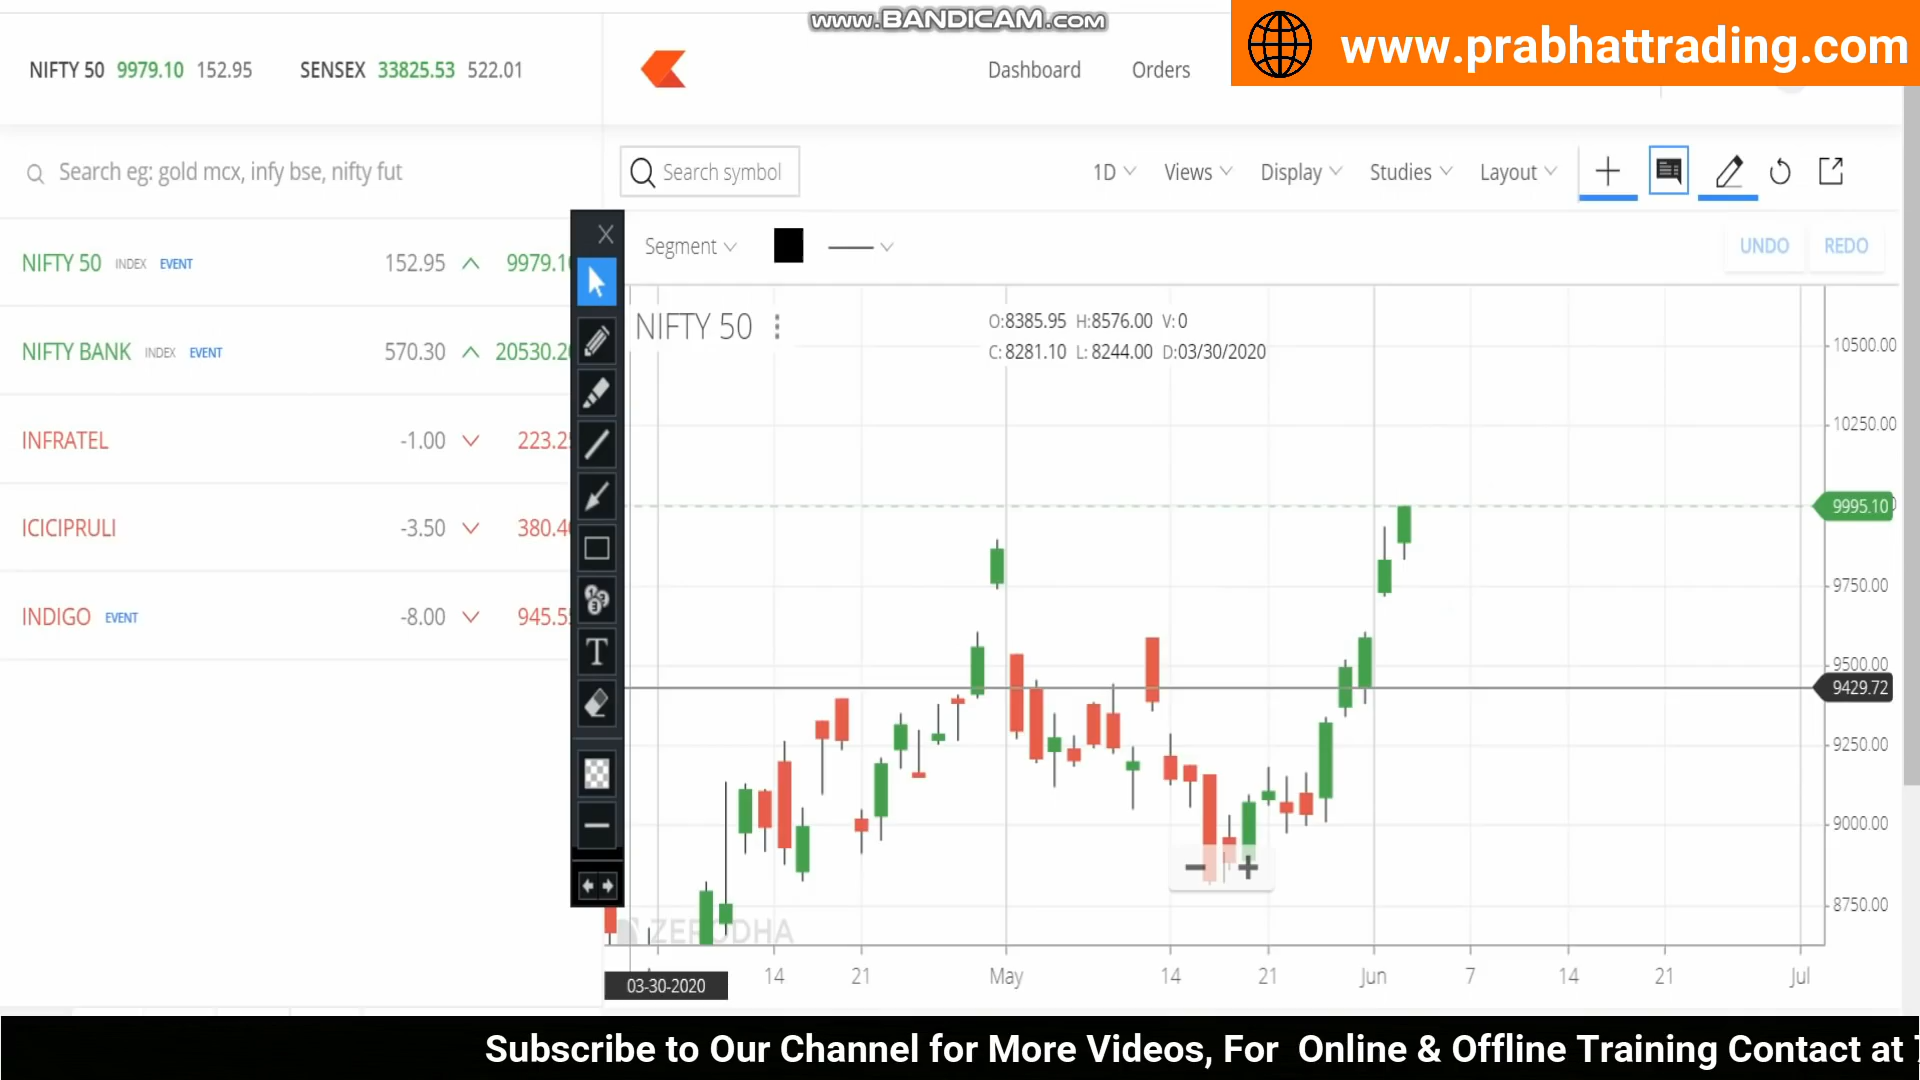 www.BANDICAM.com
www.prabhattrading.com
NIFTY 50 9979.10 152.95 SENSEX 33825.53 522.01
Dashboard Orders
Search eg: gold mcx, infy bse, nifty fut
Search symbol
1D Views Display Studies Layout
Segment
UNDO REDO
NIFTY 50 INDEX EVENT 152.95
NIFTY BANK INDEX EVENT 570.30
INFRATEL -1.00
ICICIPRULI -3.50
INDIGO EVENT -8.00
NIFTY 50
O:8385.95 H:8576.00 V:0
C:8281.10 L:8244.00 D:03/30/2020
T
10500.00
10250.00
9995.10
9750.00
9500.00
9429.72
9250.00
9000.00
8750.00
ZERODHA
03-30-2020 14 21 May 14 21 Jun 7 14 21 Jul
Subscribe to Our Channel for More Videos, For Online & Offline Training Contact at